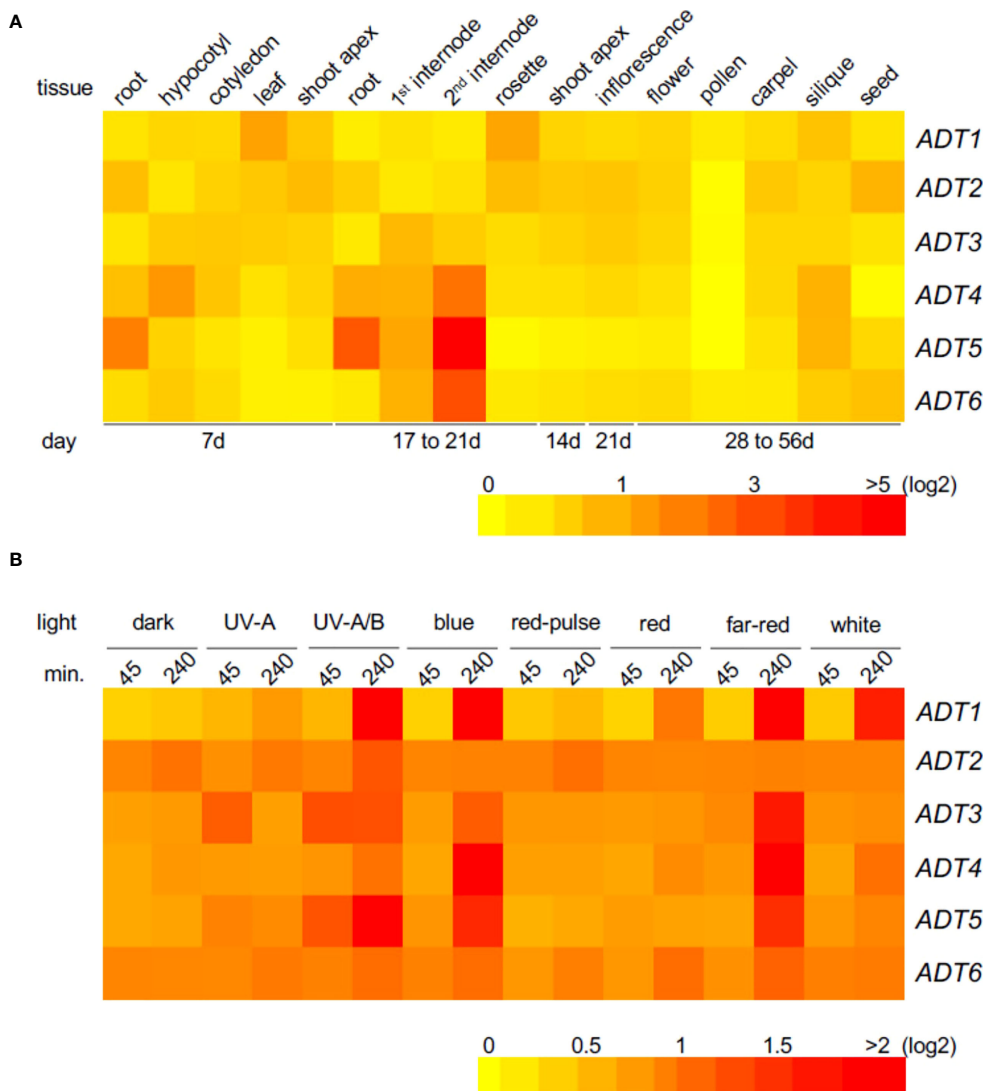 A
tissue root hypocotyl cotyledon leaf shoot apex root 1st internode 2nd internode rosette shoot apex inflorescence flower pollen carpel silique seed
ADT1
ADT2
ADT3
ADT4
ADT5
ADT6
day 7d 17 to 21d 14d 21d 28 to 56d
0 1 3 >5 (log2)
B
light dark UV-A UV-A/B blue red-pulse red far-red white
min. 45 240 45 240 45 240 45 240 45 240 45 240 45 240 45 240
ADT1
ADT2
ADT3
ADT4
ADT5
ADT6
0 0.5 1 1.5 >2 (log2)